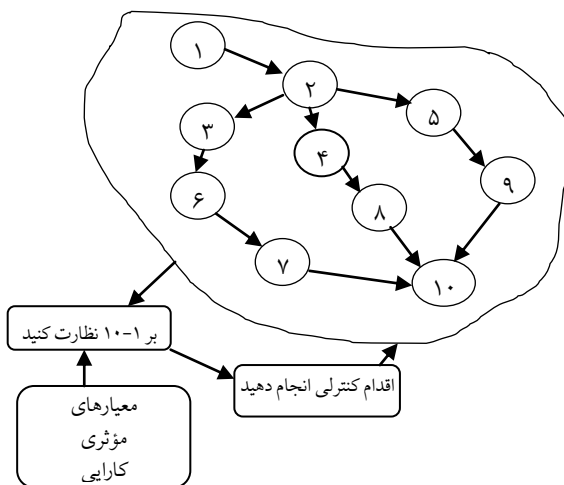 ۱
۲
۳
۴
۵
۶
۷
۸
۹
۱۰
بر ۱-۱۰ نظارت کنید
اقدام کنترلی انجام دهید
معیارهای
مؤثری
کارایی